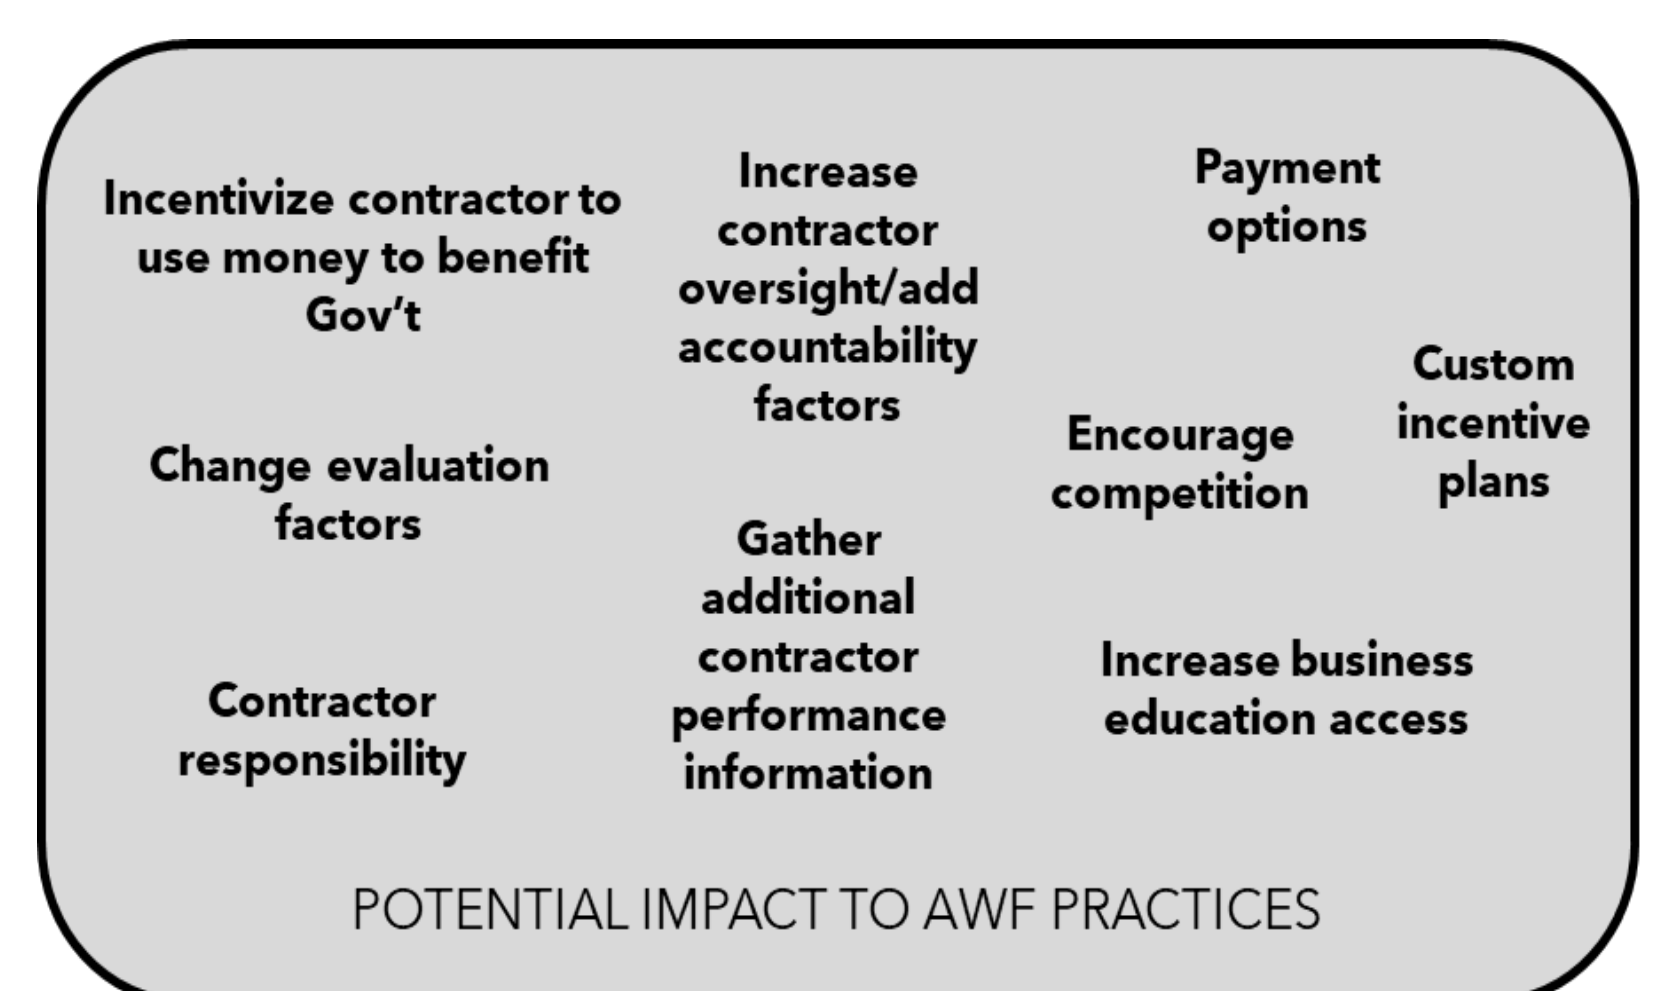 Incentivize contractor to
use money to benefit
Gov’t
Change evaluation
factors
Contractor
responsibility
Increase
contractor
oversight/add
accountability
factors
Gather
additional
contractor
performance
information
Payment
options
Encourage
competition
Custom
incentive
plans
Increase business
education access
POTENTIAL IMPACT TO AWF PRACTICES